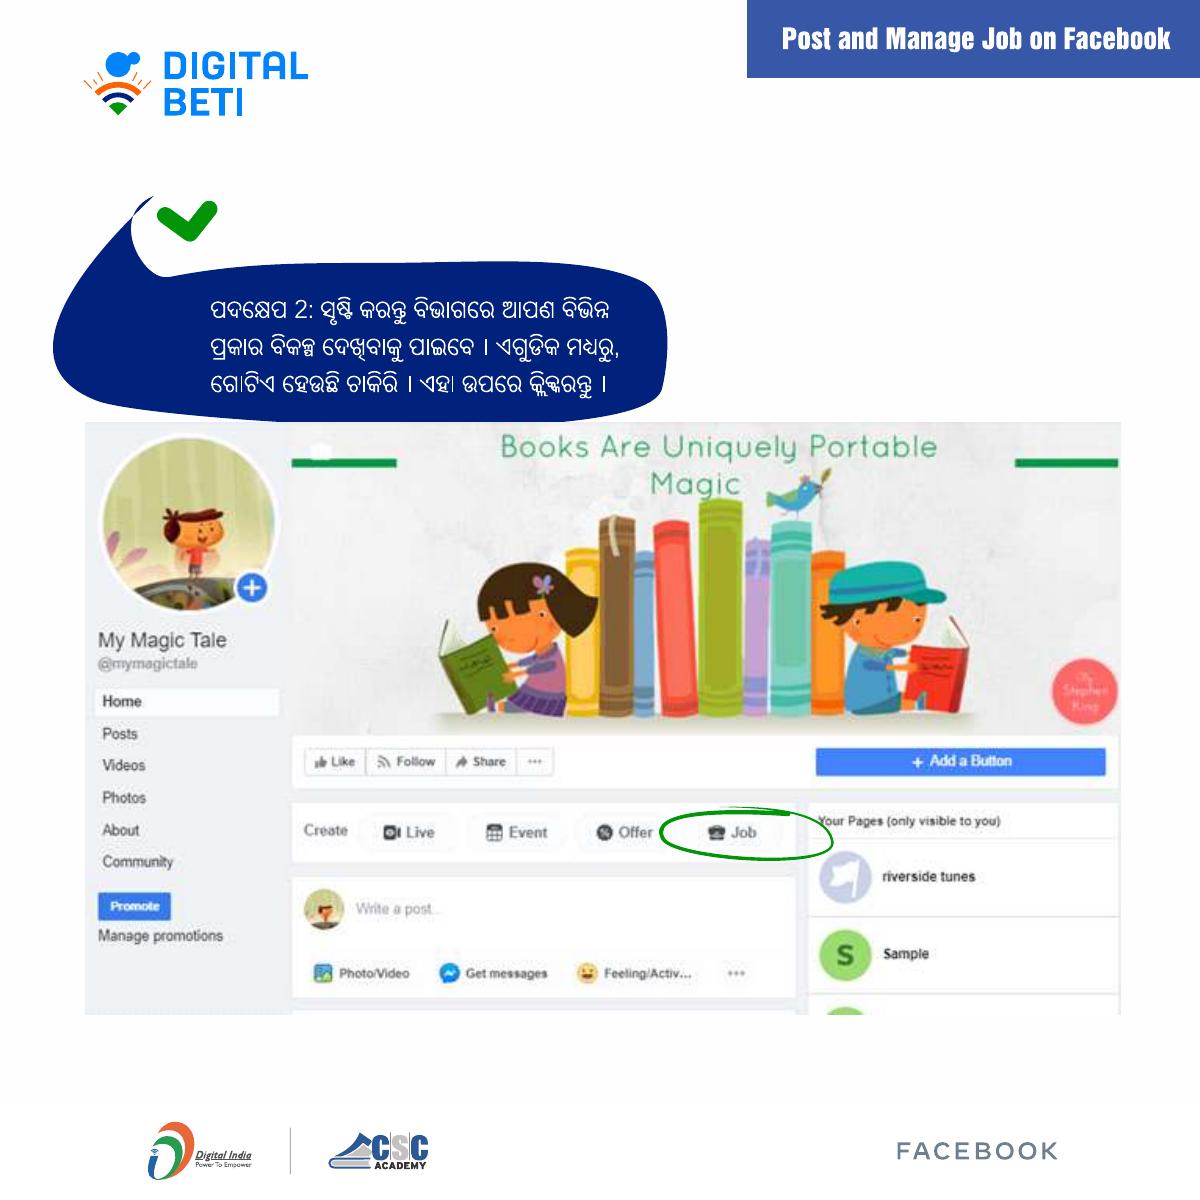 Post and Manage Job on Facebook
DIGITAL
BETI
ପଦକ୍ଷେପ 2: ସୃଷ୍ଟି କରନ୍ତୁ ବିଭାଗରେ ଆପଣ ବିଭିନ୍ନ
ପ୍ରକାର ବିକଳ୍ପ ଦେଖିବାକୁ ପାଇବେ । ଏଗୁଡିକ ମଧ୍ୟରୁ,
ଗୋଟିଏ ହେଉଛି ଚାକିରି । ଏହା ଉପରେ କ୍ଲିକ୍କରନ୍ତୁ ।
Books Are Uniquely Portable
Magic
By
Stephen
King
My Magic Tale
@mymagictale
Home
Posts
Videos
Photos
About
Community
Promote
Manage promotions
Like Follow Share ...
+ Add a Button
Create Live Event Offer Job
Write a post...
Photo/Video Get messages Feeling/Activ... ...
Your Pages (only visible to you)
riverside tunes
S Sample
Digital India
Power To Empower
CSC
ACADEMY
FACEBOOK